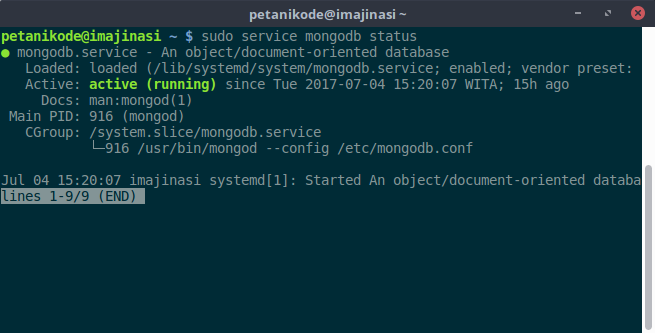 petanikode@imajinasi ~
petanikode@imajinasi ~ $ sudo service mongodb status
● mongodb.service - An object/document-oriented database
   Loaded: loaded (/lib/systemd/system/mongodb.service; enabled; vendor preset:
   Active: active (running) since Tue 2017-07-04 15:20:07 WITA; 15h ago
     Docs: man:mongod(1)
 Main PID: 916 (mongod)
   CGroup: /system.slice/mongodb.service
           └─916 /usr/bin/mongod --config /etc/mongodb.conf

Jul 04 15:20:07 imajinasi systemd[1]: Started An object/document-oriented databa
lines 1-9/9 (END)